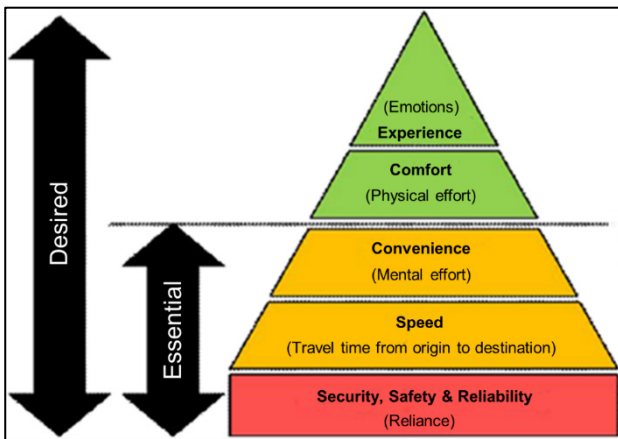 Desired
Essential
(Emotions)
Experience
Comfort
(Physical effort)
Convenience
(Mental effort)
Speed
(Travel time from origin to destination)
Security, Safety & Reliability
(Reliance)